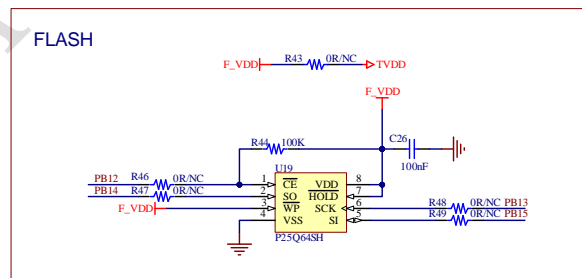 FLASH
F_VDD R43 0R/NC TVDD
F_VDD
R44 100K C26
100nF
U19
PB12 R46 0R/NC 1 CE VDD 8
PB14 R47 0R/NC 2 SO HOLD 7
F_VDD 3 WP SCK 6 R48 0R/NC PB13
4 VSS SI 5 R49 0R/NC PB15
P25Q64SH